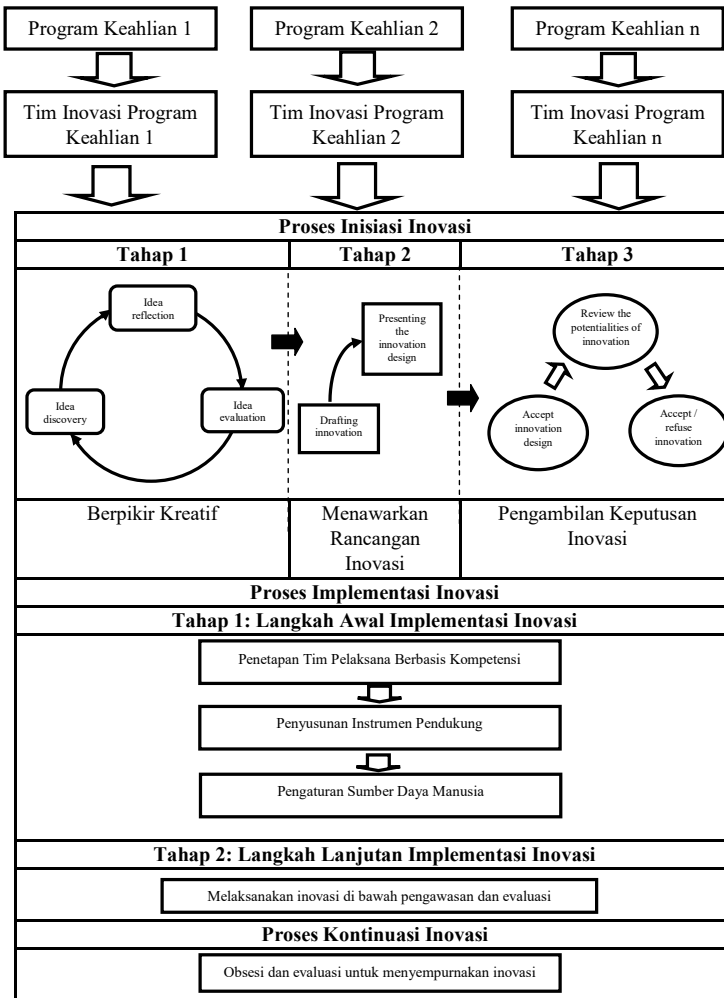 Program Keahlian 1
Program Keahlian 2
Program Keahlian n
Tim Inovasi Program
Keahlian 1
Tim Inovasi Program
Keahlian 2
Tim Inovasi Program
Keahlian n
Proses Inisiasi Inovasi
Tahap 1
Tahap 2
Tahap 3
Idea
reflection
Idea
discovery
Idea
evaluation
Presenting
the
innovation
design
Drafting
innovation
Review the
potentialities of
innovation
Accept
innovation
design
Accept /
refuse
innovation
Berpikir Kreatif
Menawarkan
Rancangan
Inovasi
Pengambilan Keputusan
Inovasi
Proses Implementasi Inovasi
Tahap 1: Langkah Awal Implementasi Inovasi
Penetapan Tim Pelaksana Berbasis Kompetensi
Penyusunan Instrumen Pendukung
Pengaturan Sumber Daya Manusia
Tahap 2: Langkah Lanjutan Implementasi Inovasi
Melaksanakan inovasi di bawah pengawasan dan evaluasi
Proses Kontinuasi Inovasi
Obsesi dan evaluasi untuk menyempurnakan inovasi